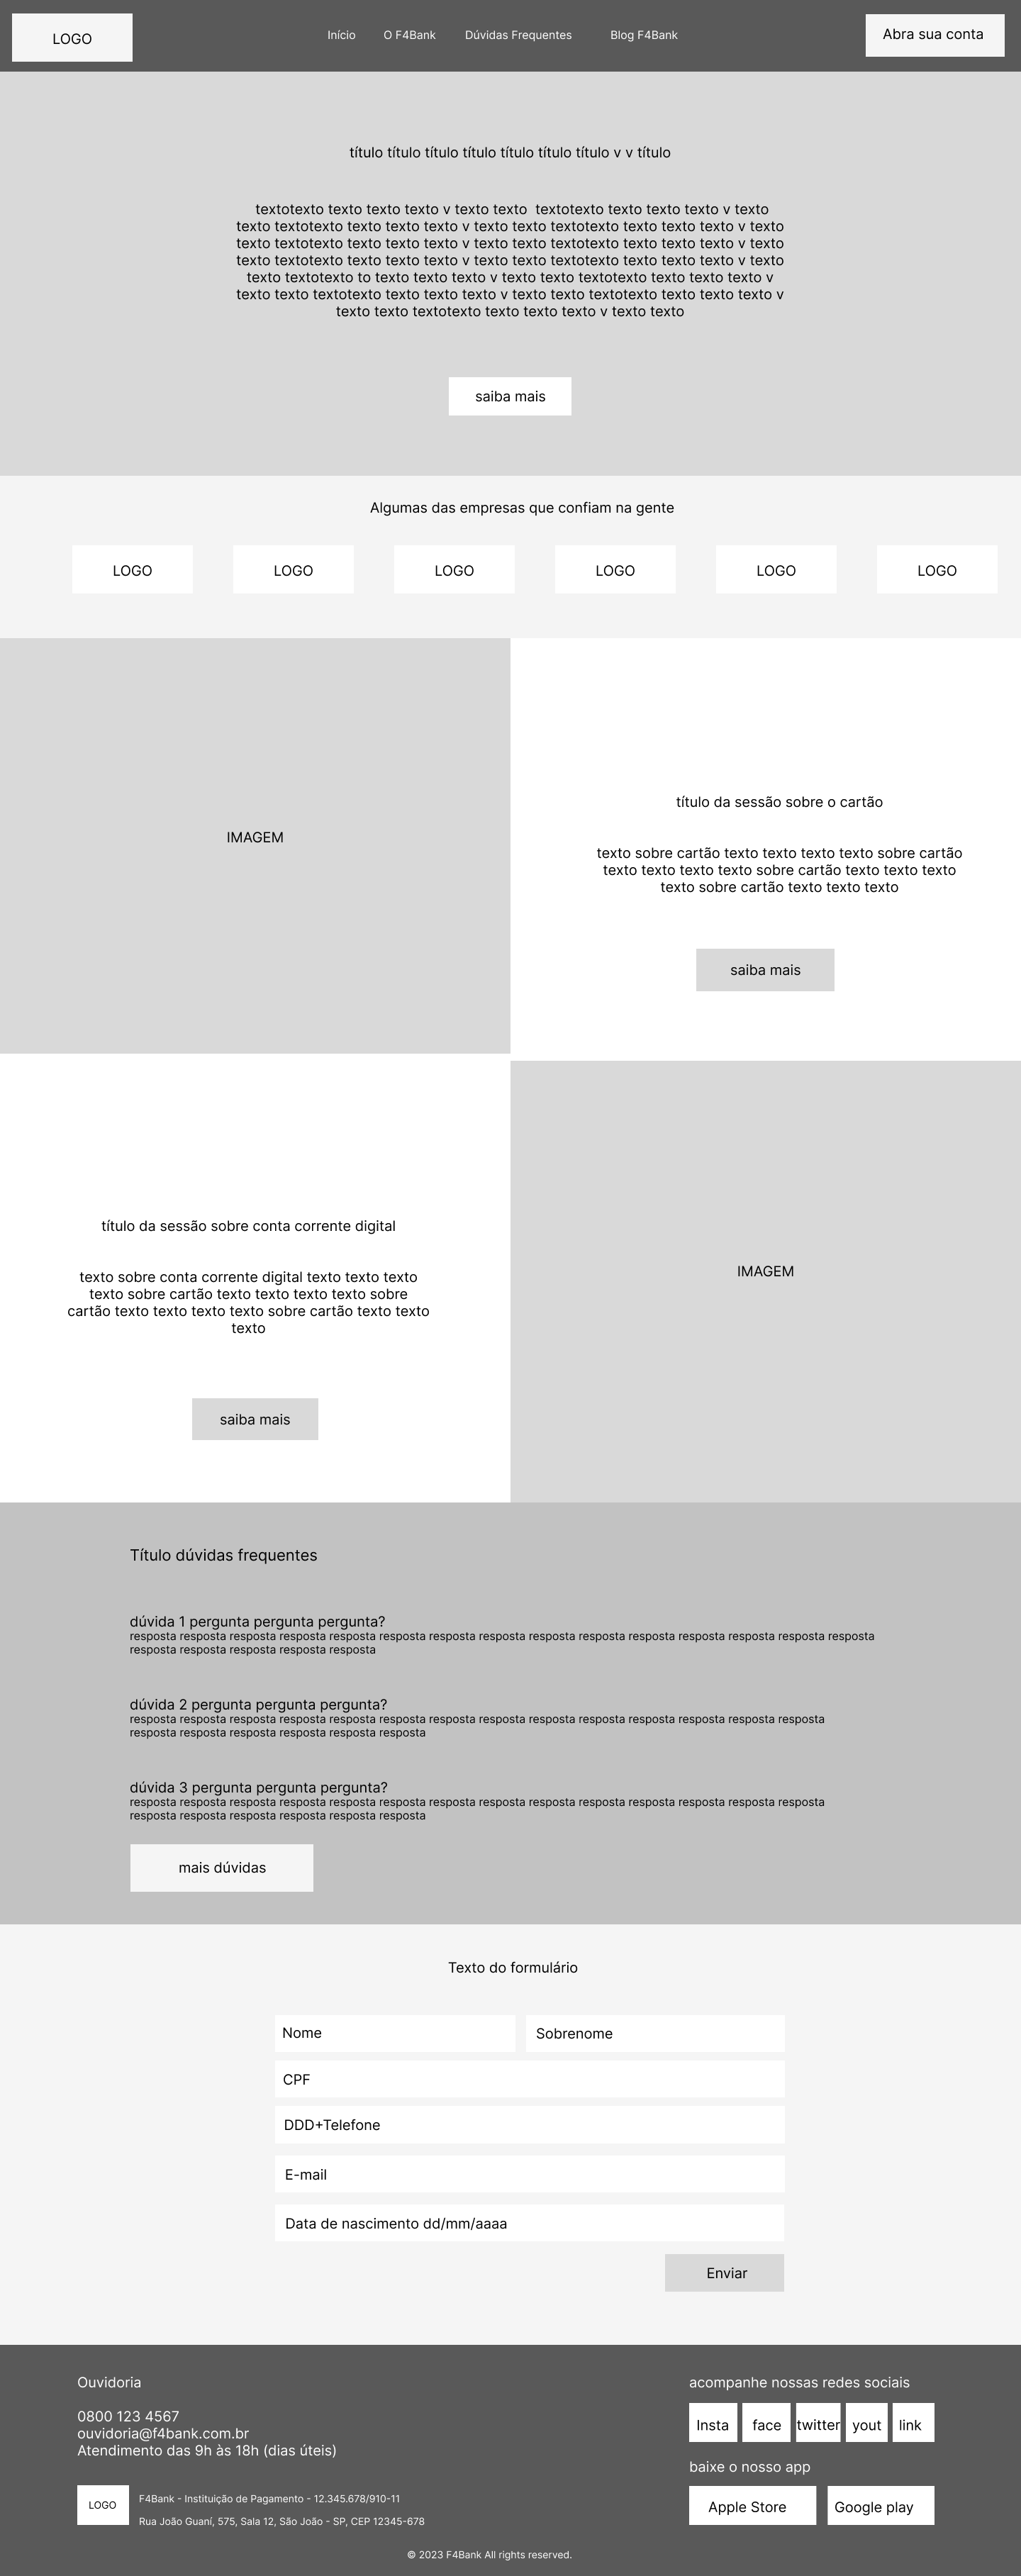 LOGO
Início
O F4Bank
Dúvidas Frequentes
Blog F4Bank
Abra sua conta
título título título título título título título v v título
textotexto texto texto texto v texto texto  textotexto texto texto texto v texto
texto textotexto texto texto texto v texto texto textotexto texto texto texto v texto
texto textotexto texto texto texto v texto texto textotexto texto texto texto v texto
texto textotexto texto texto texto v texto texto textotexto texto texto texto v texto
texto textotexto to texto texto texto v texto texto textotexto texto texto texto v
texto texto textotexto texto texto texto v texto texto textotexto texto texto texto v
texto texto textotexto texto texto texto v texto texto
saiba mais
Algumas das empresas que confiam na gente
LOGO
LOGO
LOGO
LOGO
LOGO
LOGO
IMAGEM
título da sessão sobre o cartão
texto sobre cartão texto texto texto texto sobre cartão
texto texto texto texto sobre cartão texto texto texto
texto sobre cartão texto texto texto
saiba mais
título da sessão sobre conta corrente digital
texto sobre conta corrente digital texto texto texto
texto sobre cartão texto texto texto texto sobre
cartão texto texto texto texto sobre cartão texto texto
texto
saiba mais
IMAGEM
Título dúvidas frequentes
dúvida 1 pergunta pergunta pergunta?
resposta resposta resposta resposta resposta resposta resposta resposta resposta resposta resposta resposta resposta resposta resposta
resposta resposta resposta resposta resposta
dúvida 2 pergunta pergunta pergunta?
resposta resposta resposta resposta resposta resposta resposta resposta resposta resposta resposta resposta resposta resposta
resposta resposta resposta resposta resposta resposta
dúvida 3 pergunta pergunta pergunta?
resposta resposta resposta resposta resposta resposta resposta resposta resposta resposta resposta resposta resposta resposta
resposta resposta resposta resposta resposta resposta
mais dúvidas
Texto do formulário
Nome
Sobrenome
CPF
DDD+Telefone
E-mail
Data de nascimento dd/mm/aaaa
Enviar
Ouvidoria
0800 123 4567
ouvidoria@f4bank.com.br
Atendimento das 9h às 18h (dias úteis)
LOGO
F4Bank - Instituição de Pagamento - 12.345.678/910-11
Rua João Guaní, 575, Sala 12, São João - SP, CEP 12345-678
acompanhe nossas redes sociais
Insta
face
twitter
yout
link
baixe o nosso app
Apple Store
Google play
© 2023 F4Bank All rights reserved.